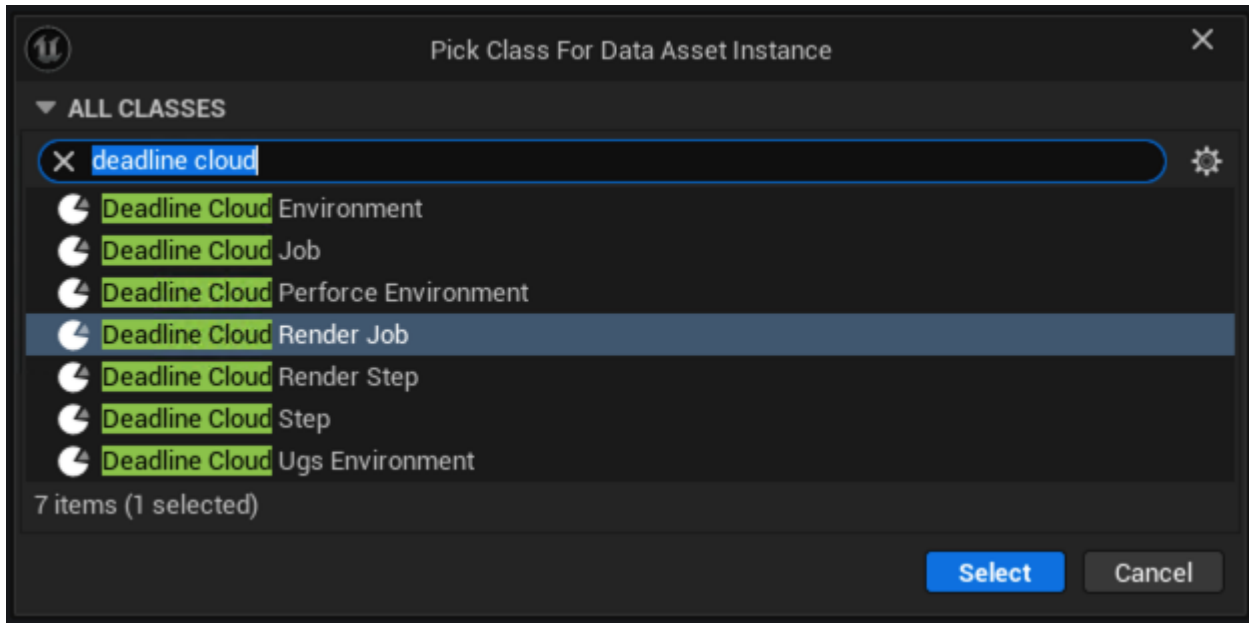 Pick Class For Data Asset Instance
ALL CLASSES
deadline cloud
Deadline Cloud Environment
Deadline Cloud Job
Deadline Cloud Perforce Environment
Deadline Cloud Render Job
Deadline Cloud Render Step
Deadline Cloud Step
Deadline Cloud Ugs Environment
7 items (1 selected)
Select Cancel